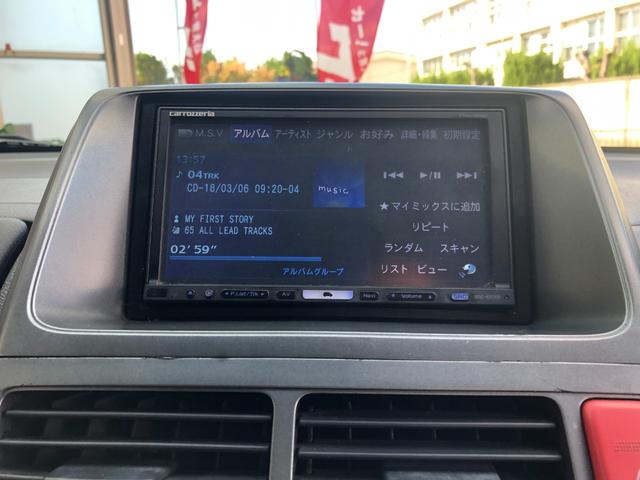 carrozzeria
M.S.V アルバム アーティスト ジャンル お好み 詳細・編集 初期設定
13:57
04TRK
CD-18/03/06 09:20-04
music
★マイミックスに追加
MY FIRST STORY
リピート
65 ALL LEAD TRACKS
ランダム スキャン
02'59"
アルバムグループ
リスト ビュー
P.List/Trk AV Navi Volume